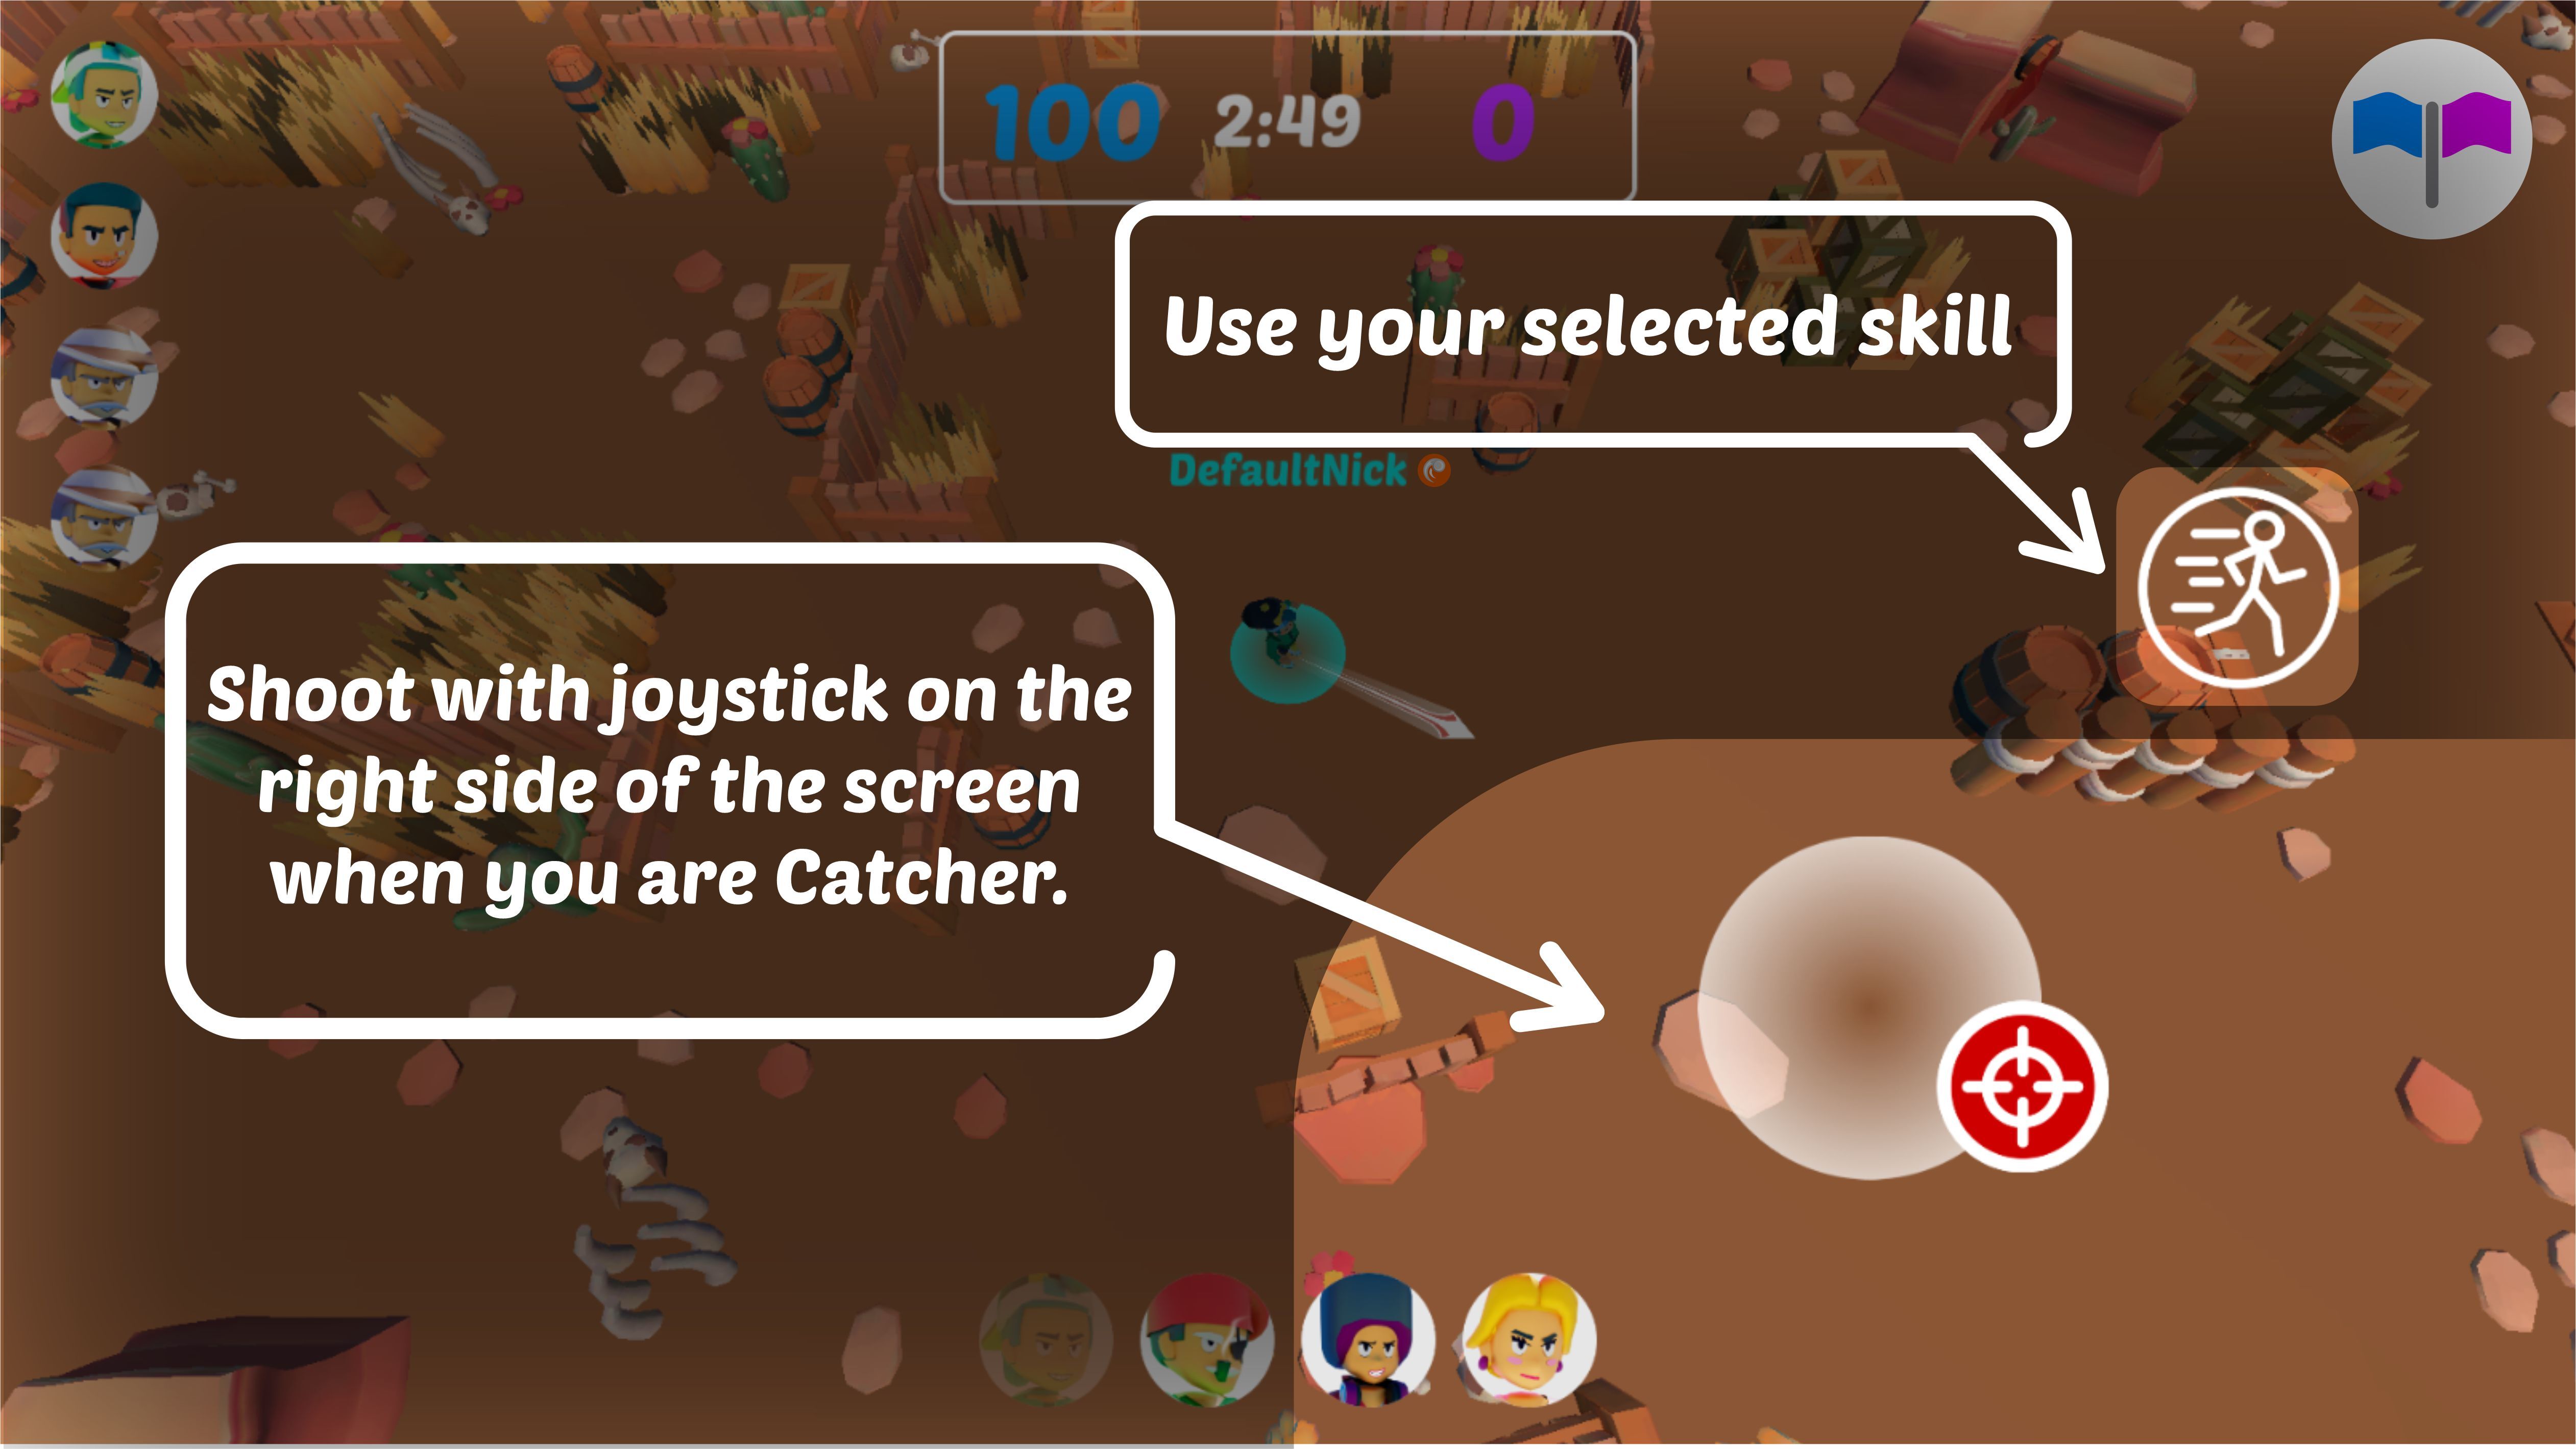 100 2:49 0
Use your selected skill
DefaultNick
Shoot with joystick on the
right side of the screen
when you are Catcher.